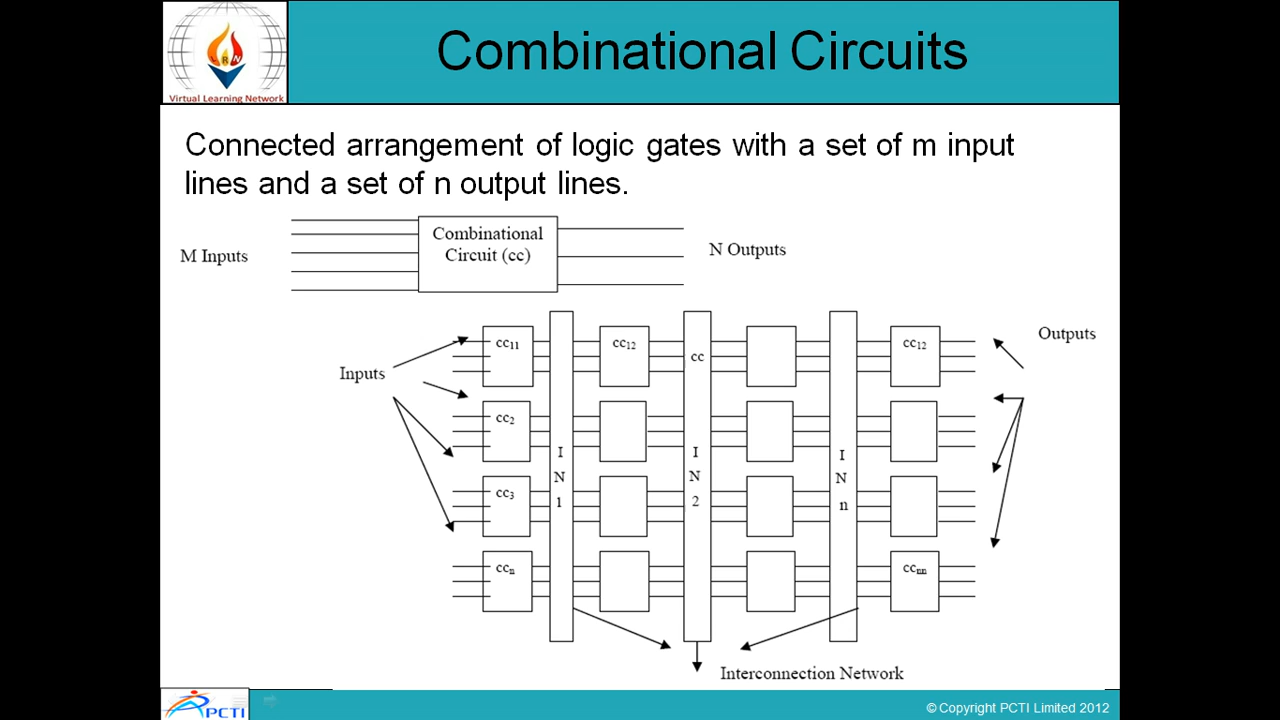 Combinational Circuits
LRN
Virtual Learning Network
Connected arrangement of logic gates with a set of m input
lines and a set of n output lines.
M Inputs
Combinational
Circuit (cc)
N Outputs
Inputs
Outputs
cc11
cc12
cc
cc12
cc2
cc3
ccn
ccnn
I
N
1
I
N
2
I
N
n
Interconnection Network
PCTI
© Copyright PCTI Limited 2012